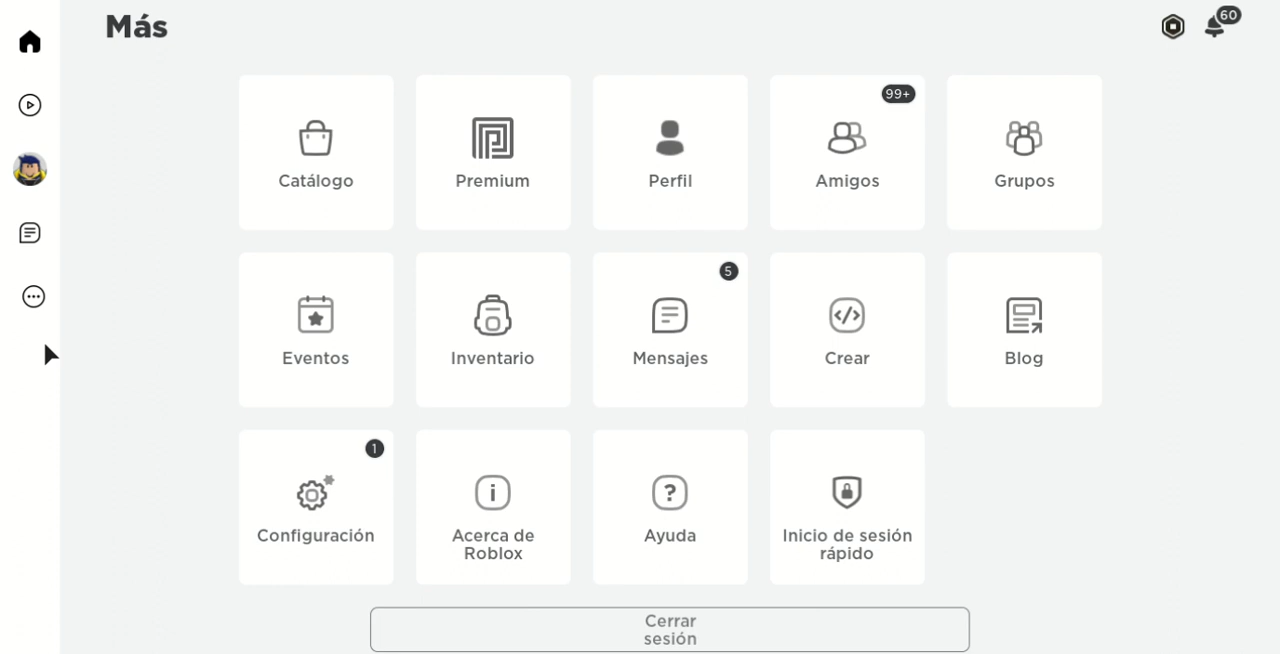 Más
60
99+
Catálogo
Premium
Perfil
Amigos
Grupos
5
Eventos
Inventario
Mensajes
Crear
Blog
1
Configuración
Acerca de
Roblox
Ayuda
Inicio de sesión
rápido
Cerrar
sesión